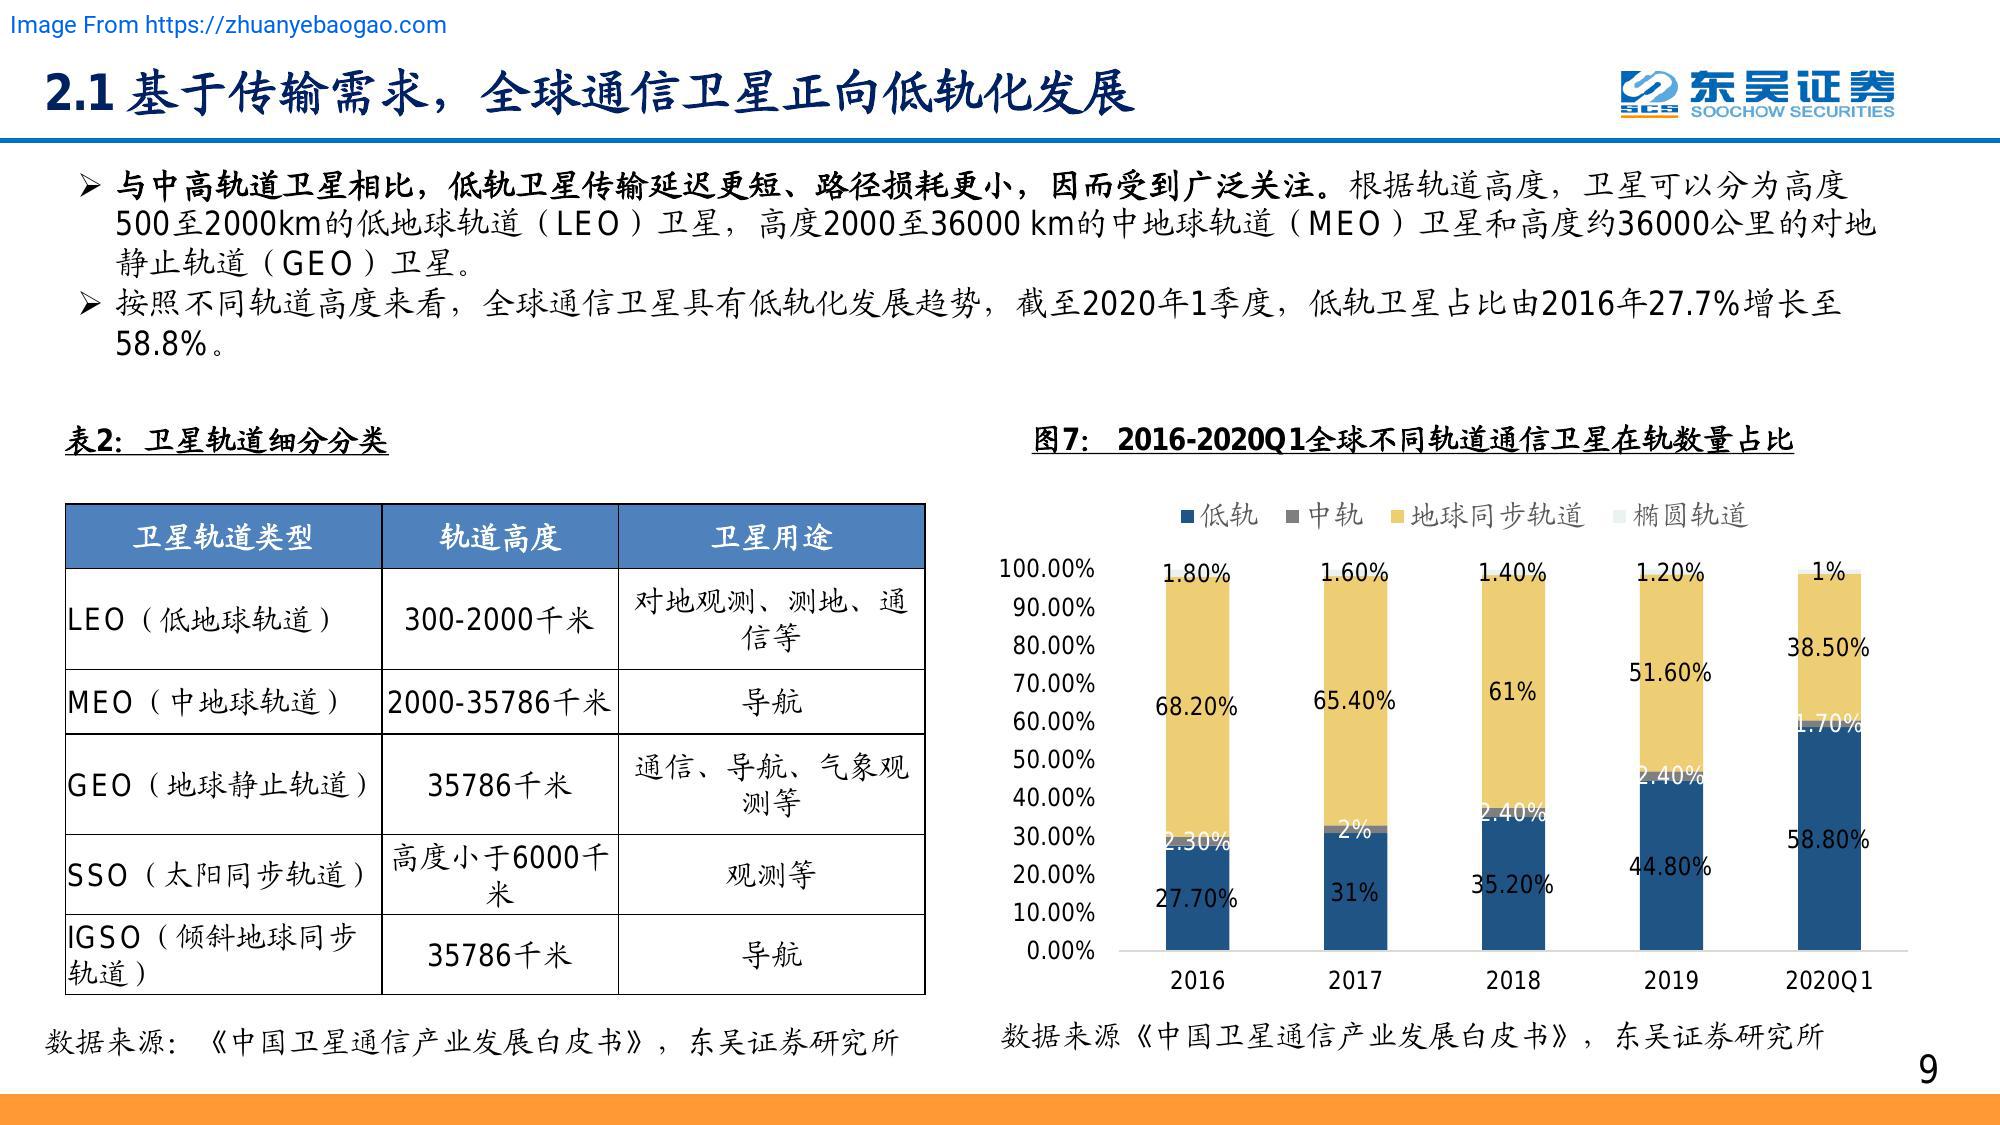 Image From https://zhuanyebaogao.com
2.1 基于传输需求，全球通信卫星正向低轨化发展
东吴证券
SCS
SOOCHOW SECURITIES
➢ 与中高轨道卫星相比，低轨卫星传输延迟更短、路径损耗更小，因而受到广泛关注。根据轨道高度，卫星可以分为高度
500至2000km的低地球轨道（LEO）卫星，高度2000至36000 km的中地球轨道（MEO）卫星和高度约36000公里的对地
静止轨道（GEO）卫星。
➢ 按照不同轨道高度来看，全球通信卫星具有低轨化发展趋势，截至2020年1季度，低轨卫星占比由2016年27.7%增长至
58.8%。
表2：卫星轨道细分分类
卫星轨道类型 轨道高度 卫星用途
LEO（低地球轨道） 300-2000千米 对地观测、测地、通
信等
MEO（中地球轨道） 2000-35786千米 导航
GEO（地球静止轨道） 35786千米 通信、导航、气象观
测等
SSO（太阳同步轨道） 高度小于6000千
米 观测等
IGSO（倾斜地球同步
轨道） 35786千米 导航
数据来源：《中国卫星通信产业发展白皮书》，东吴证券研究所
图7： 2016-2020Q1全球不同轨道通信卫星在轨数量占比
低轨 中轨 地球同步轨道 椭圆轨道
100.00%
90.00%
80.00%
70.00%
60.00%
50.00%
40.00%
30.00%
20.00%
10.00%
0.00%
1.80% 1.60% 1.40% 1.20% 1%
68.20% 65.40% 61% 51.60% 38.50%
2.30% 2% 2.40% 2.40% 1.70%
27.70% 31% 35.20% 44.80% 58.80%
2016 2017 2018 2019 2020Q1
数据来源《中国卫星通信产业发展白皮书》，东吴证券研究所
9